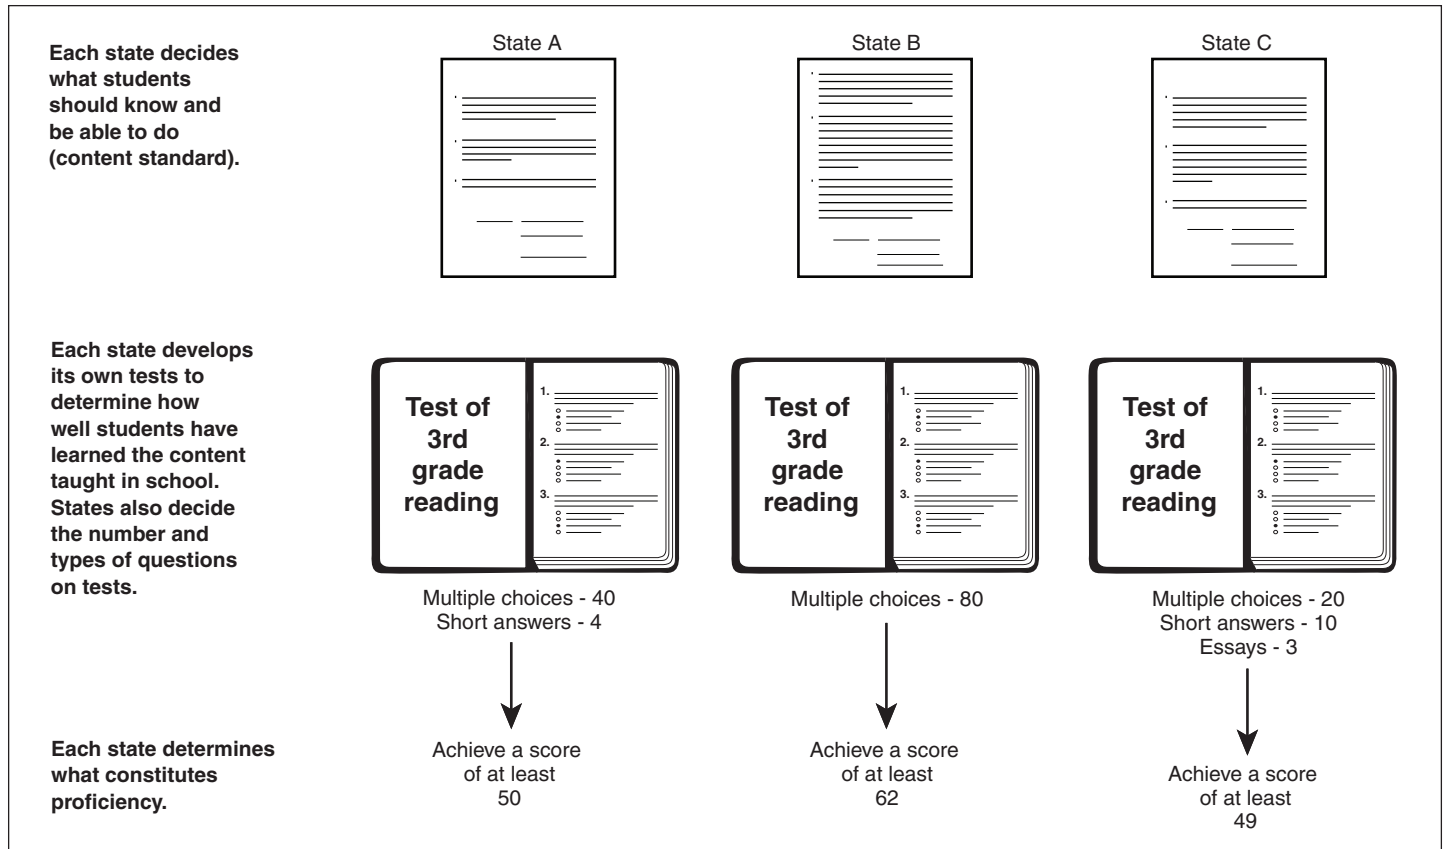 Each state decides
what students
should know and
be able to do
(content standard).
State A
State B
State C
Each state develops
its own tests to
determine how
well students have
learned the content
taught in school.
States also decide
the number and
types of questions
on tests.
Test of
3rd
grade
reading
1.
2.
3.
Multiple choices - 40
Short answers - 4
Test of
3rd
grade
reading
1.
2.
3.
Multiple choices - 80
Test of
3rd
grade
reading
1.
2.
3.
Multiple choices - 20
Short answers - 10
Essays - 3
Each state determines
what constitutes
proficiency.
Achieve a score
of at least
50
Achieve a score
of at least
62
Achieve a score
of at least
49